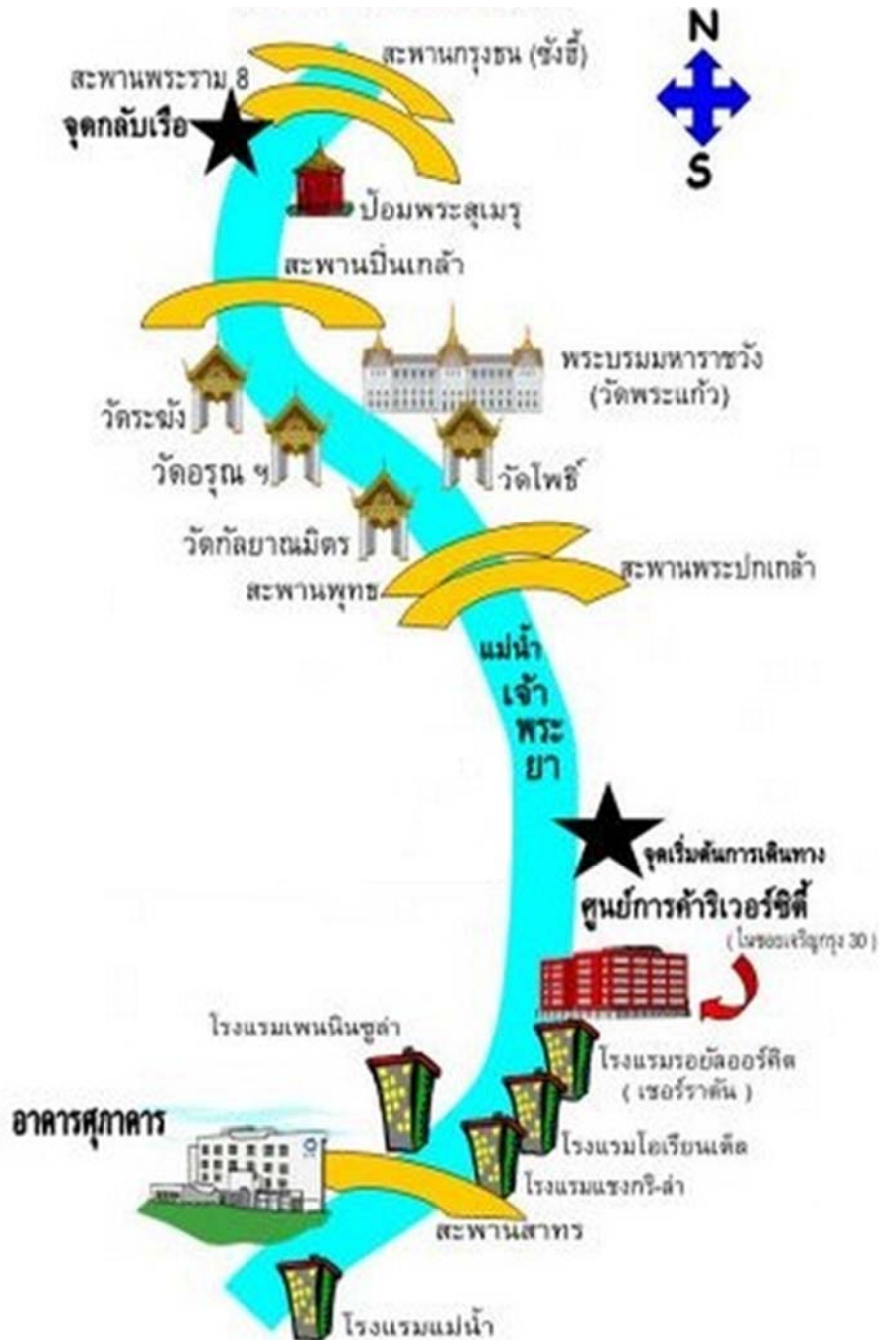 N
สะพานกรุงธน (ซังฮี้)
สะพานพระราม 8
จุดกลับเรือ
S
ป้อมพระสุเมรุ
สะพานปิ่นเกล้า
พระบรมมหาราชวัง
(วัดพระแก้ว)
วัดระฆัง
วัดอรุณ ฯ
วัดโพธิ์
วัดกัลยาณมิตร
สะพานพุทธ
สะพานพระปกเกล้า
แม่น้ำ
เจ้า
พระ
ยา
จุดเริ่มต้นการเดินทาง
ศูนย์การค้าริเวอร์ซิตี้
( ในซอยเจริญกรุง 30 )
โรงแรมเพนนินซูล่า
โรงแรมรอยัลออร์คิด
( เชอร์ราตัน )
อาคารศุภาคาร
โรงแรมโอเรียนเต็ล
โรงแรมแชงกรี-ล่า
สะพานสาทร
โรงแรมแม่น้ำ